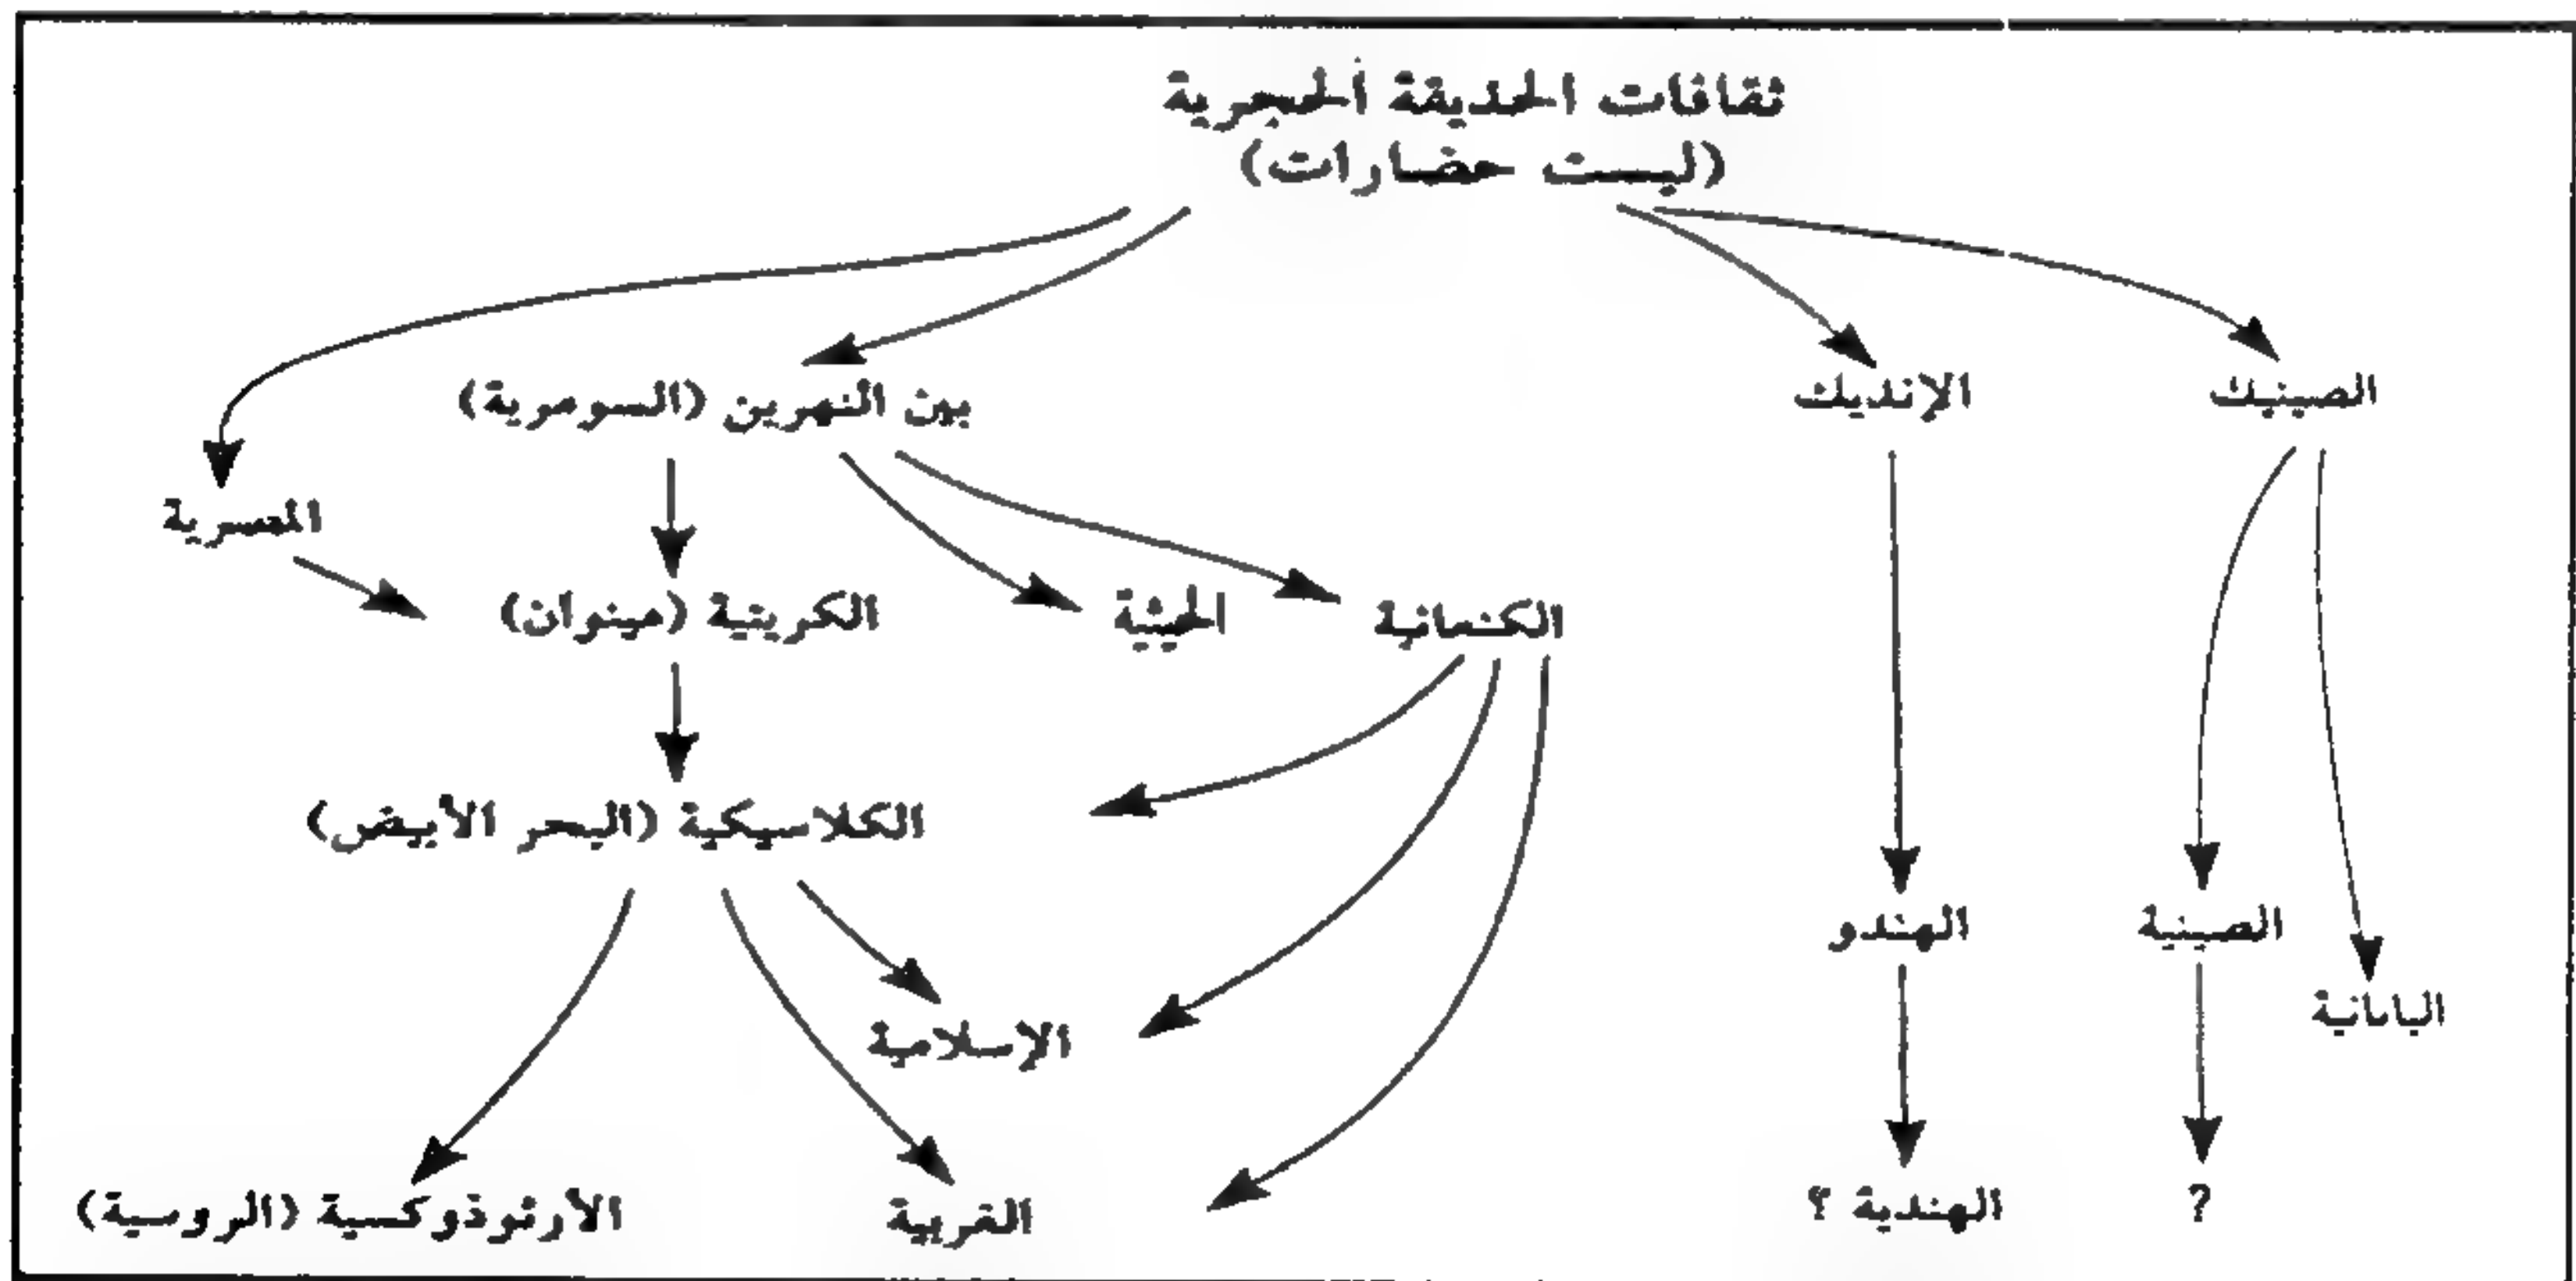 ثقافات الحديقة الحجرية
(ليست حضارات)
الصينيك
الإنديك
بين النهرين (السومرية)
المصرية
الكنعانية
الحيثية
الكريتية (مينوان)
الكلاسيكية (البحر الأبيض)
الصينية
الهندو
اليابانية
الإسلامية
?
الهندية ؟
الغربية
الأرثوذوكسية (الروسية)